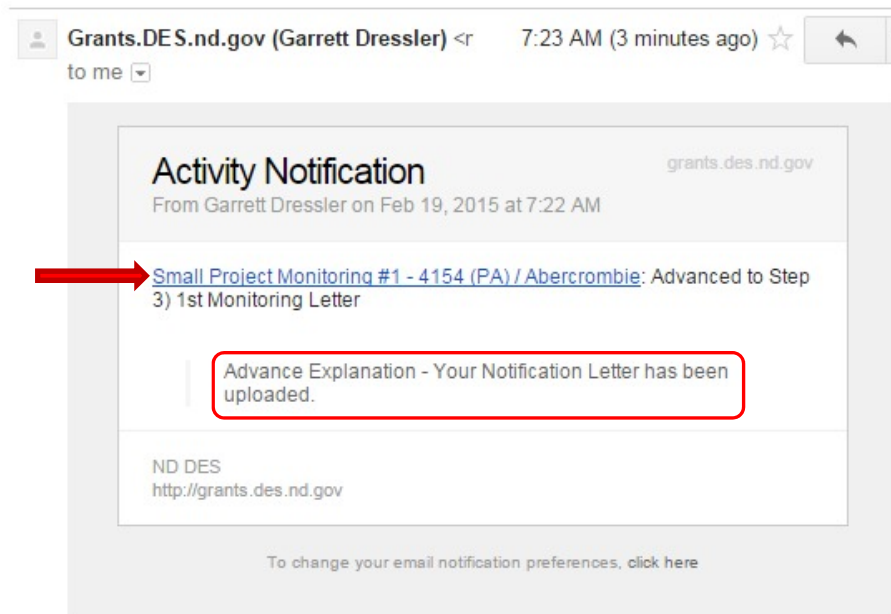 Grants.DES.nd.gov (Garrett Dressler) <r 7:23 AM (3 minutes ago)
to me
Activity Notification grants.des.nd.gov
From Garrett Dressler on Feb 19, 2015 at 7:22 AM
Small Project Monitoring #1 - 4154 (PA) / Abercrombie: Advanced to Step
3) 1st Monitoring Letter
Advance Explanation - Your Notification Letter has been
uploaded.
ND DES
http://grants.des.nd.gov
To change your email notification preferences, click here